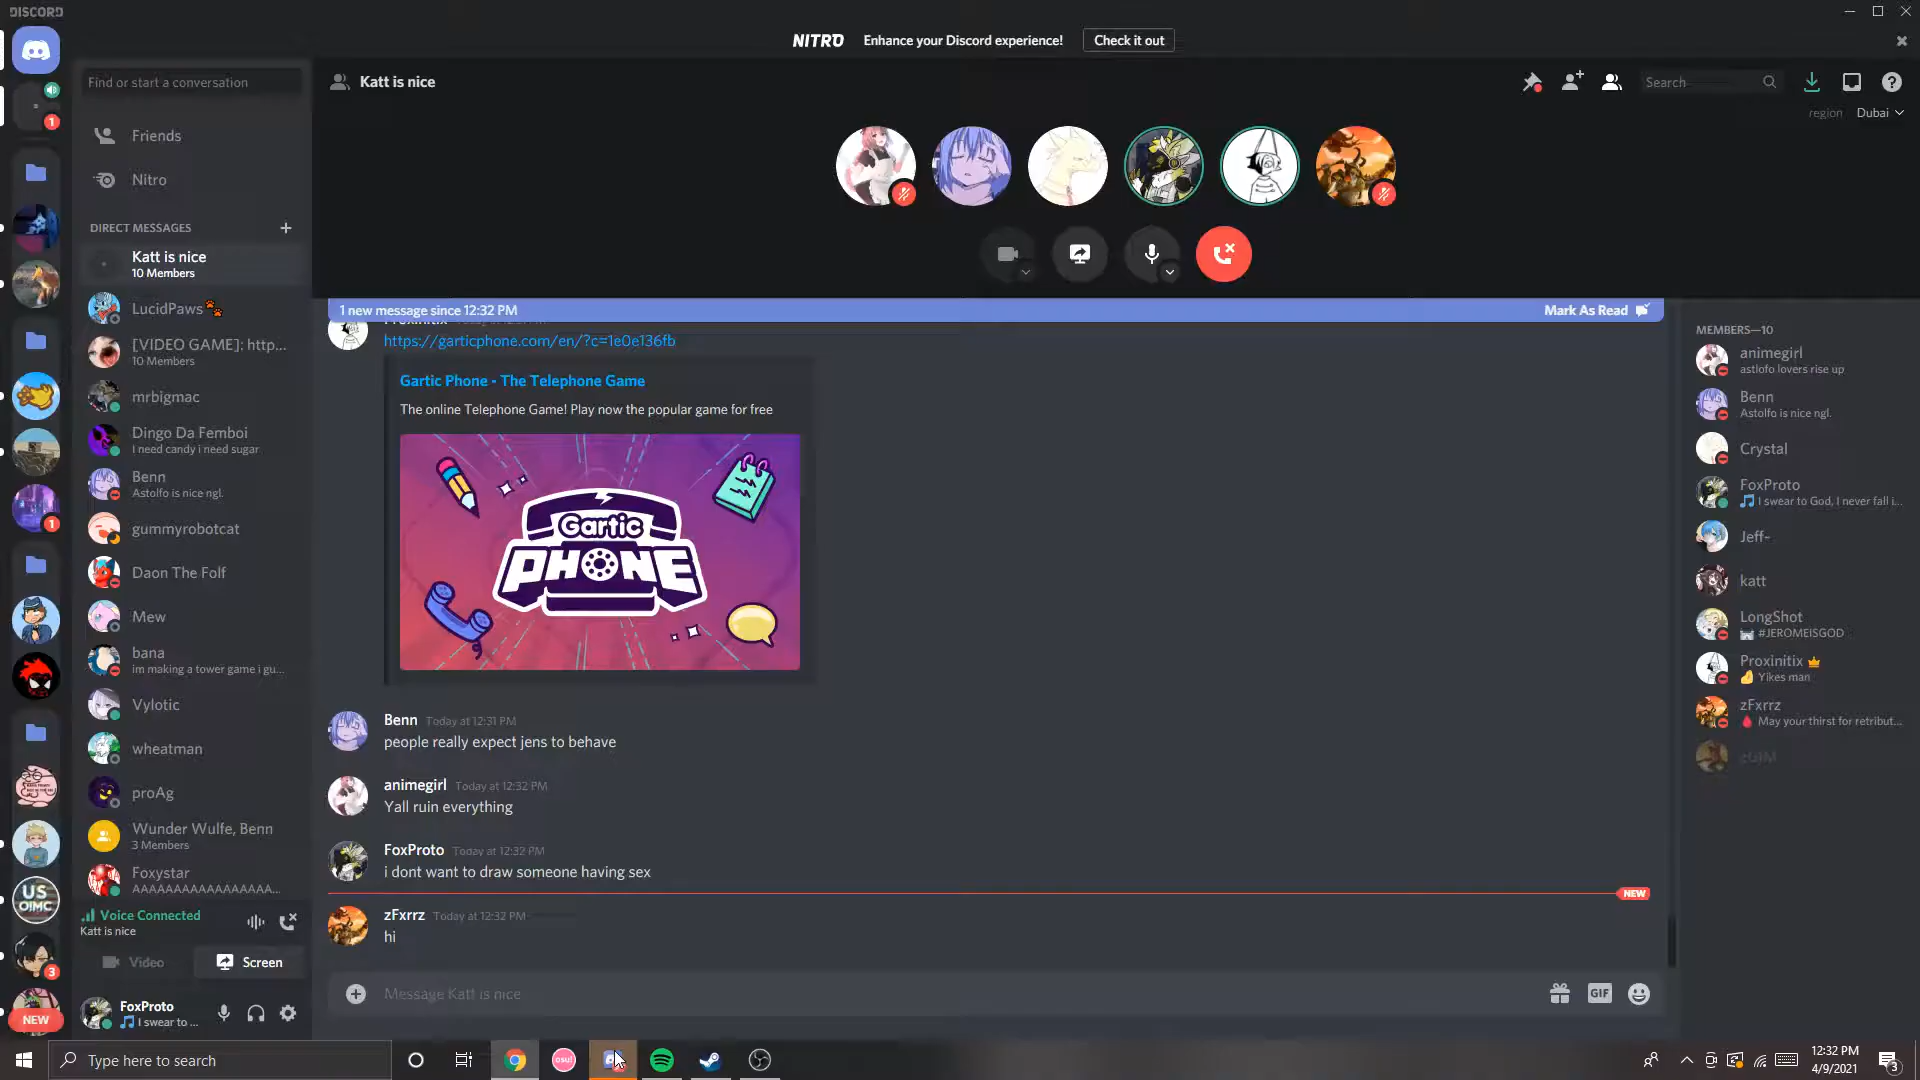 DISCORD
NITRO Enhance your Discord experience! Check it out
Find or start a conversation
Katt is nice
Search
region Dubai
1
Friends
Nitro
DIRECT MESSAGES
Katt is nice
10 Members
LucidPaws
[VIDEO GAME]: http...
10 Members
mrbigmac
Dingo Da Femboi
I need candy i need sugar
Benn
Astolfo is nice ngl.
gummyrobotcat
Daon The Folf
Mew
bana
im making a tower game i gu...
Vylotic
wheatman
proAg
Wunder Wulfe, Benn
3 Members
Foxystar
AAAAAAAAAAAAAAAAA...
1
US
OIMC
3
NEW
Voice Connected
Katt is nice
Video
Screen
FoxProto
I swear to ...
1 new message since 12:32 PM
Mark As Read
https://garticphone.com/en/?c=1e0e136fb
Gartic Phone - The Telephone Game
The online Telephone Game! Play now the popular game for free
Gartic
PHONE
Benn Today at 12:31 PM
people really expect jens to behave
animegirl Today at 12:32 PM
Yall ruin everything
FoxProto Today at 12:32 PM
i dont want to draw someone having sex
NEW
zFxrrz Today at 12:32 PM
hi
Message Katt is nice
GIF
MEMBERS—10
animegirl
astlofo lovers rise up
Benn
Astolfo is nice ngl.
Crystal
FoxProto
I swear to God, I never fall i...
Jeff-
katt
LongShot
#JEROMEISGOD
Proxinitix
Yikes man
zFxrrz
May your thirst for retribut...
Type here to search
osu!
12:32 PM
4/9/2021
3